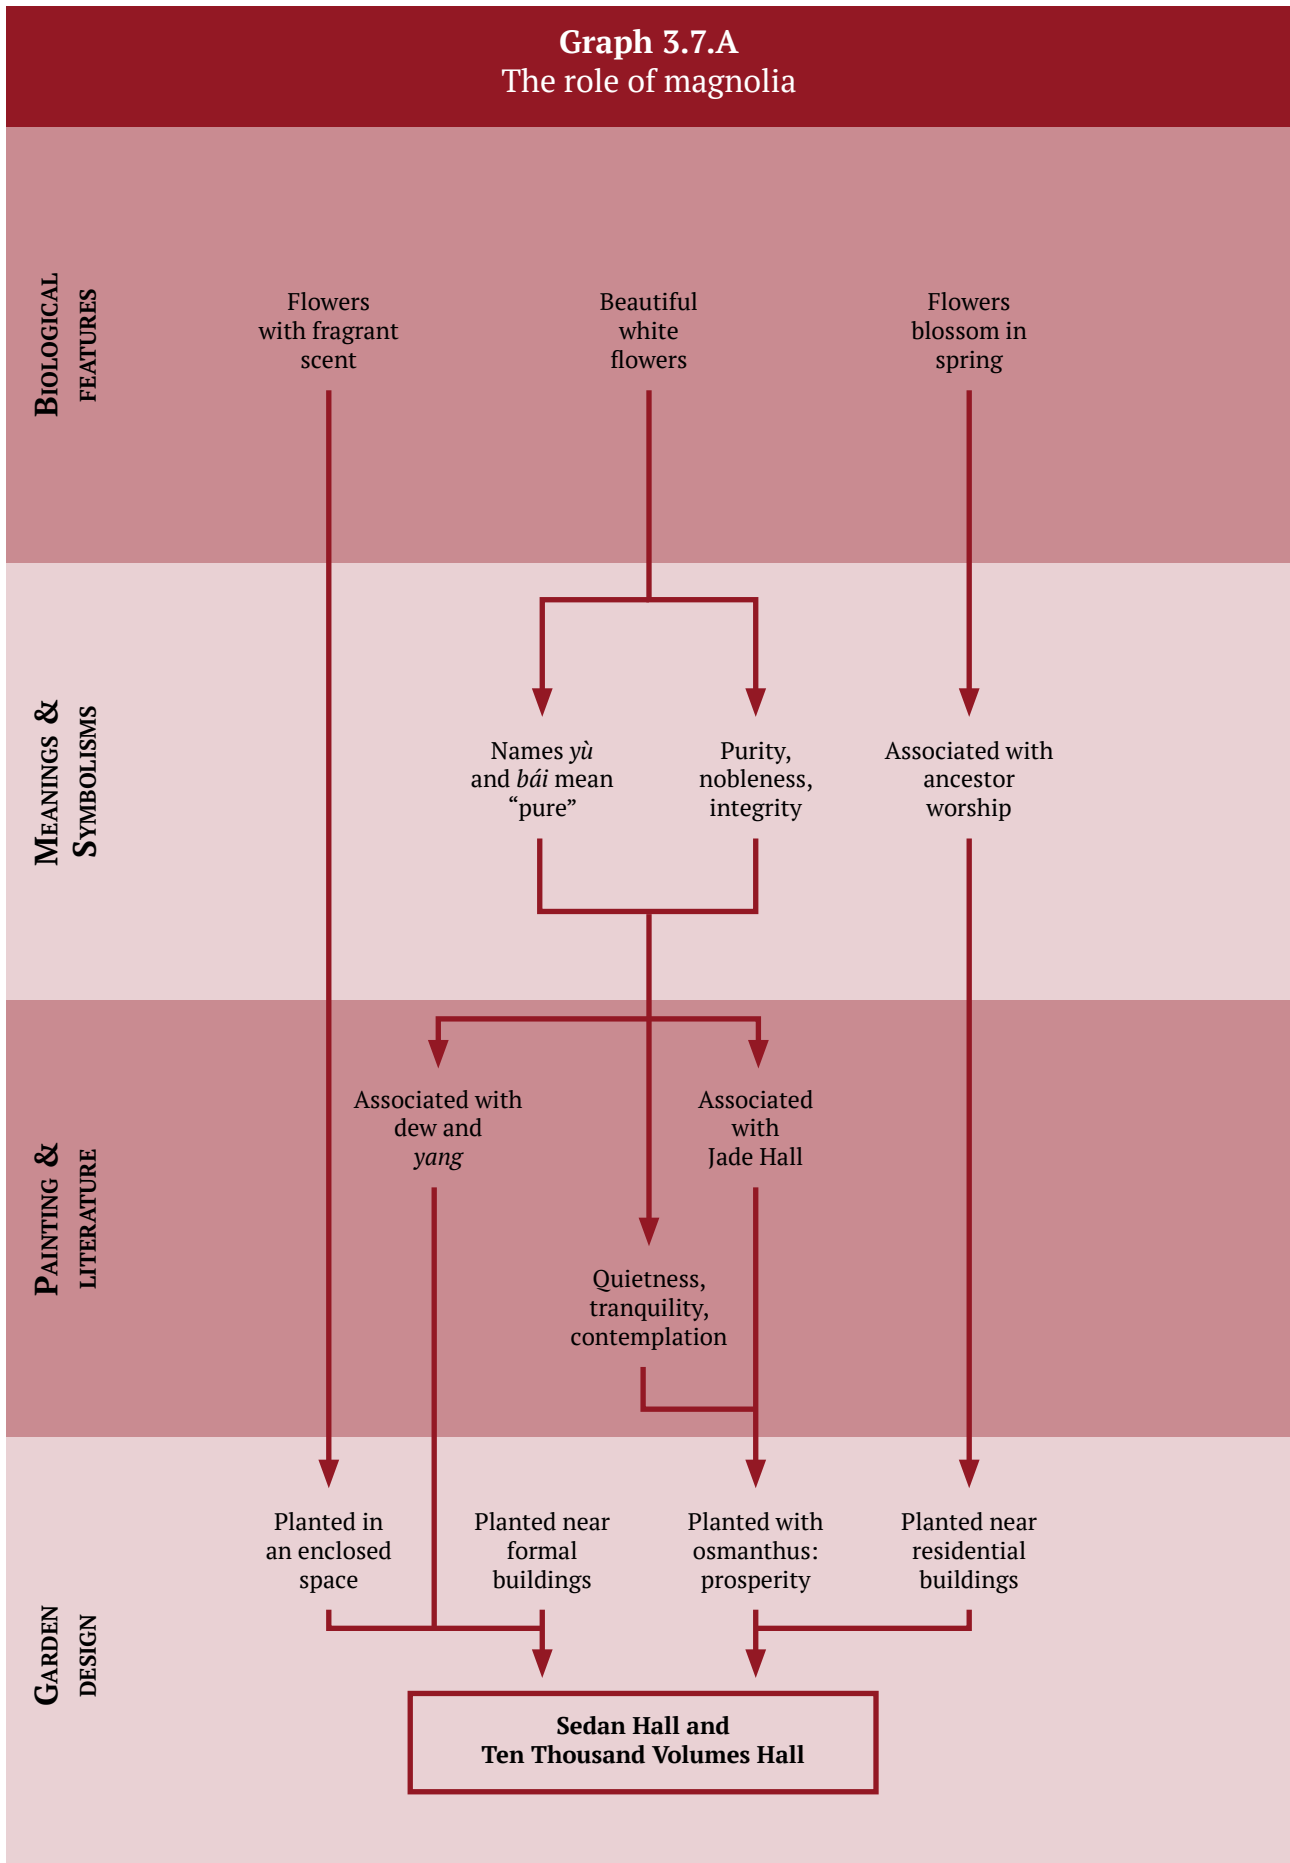 Graph 3.7.A
The role of magnolia
BIOLOGICAL
FEATURES
Flowers
with fragrant
scent
Beautiful
white
flowers
Flowers
blossom in
spring
MEANINGS &
SYMBOLISMS
Names yù
and bái mean
“pure”
Purity,
nobleness,
integrity
Associated with
ancestor
worship
PAINTING &
LITERATURE
Associated with
dew and
yang
Associated
with
Jade Hall
Quietness,
tranquility,
contemplation
GARDEN
DESIGN
Planted in
an enclosed
space
Planted near
formal
buildings
Planted with
osmanthus:
prosperity
Planted near
residential
buildings
Sedan Hall and
Ten Thousand Volumes Hall